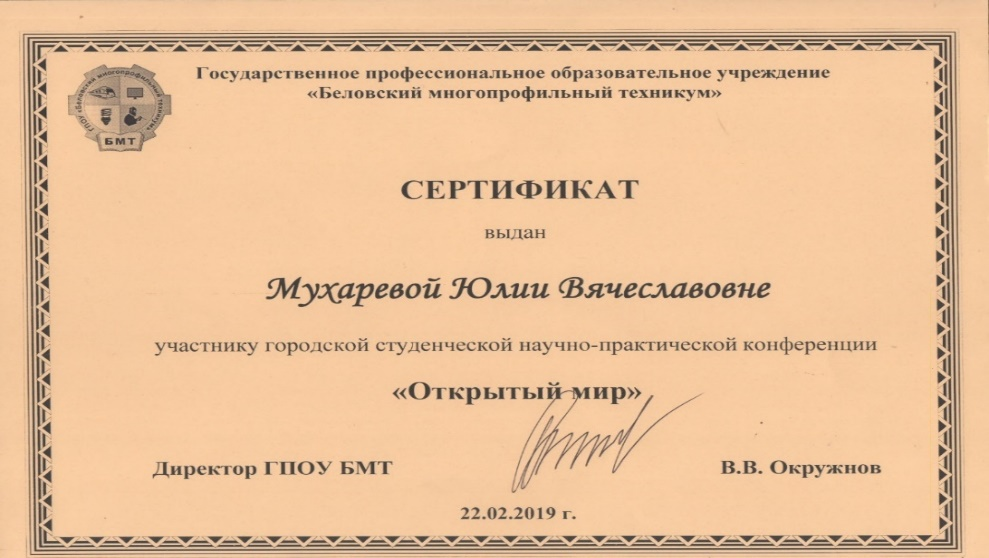 Государственное профессиональное образовательное учреждение
«Беловский многопрофильный техникум»
ГПОУ «Беловский многопрофильный техникум»
БМТ
СЕРТИФИКАТ
выдан
Мухаревой Юлии Вячеславовне
участнику городской студенческой научно-практической конференции
«Открытый мир»
Директор ГПОУ БМТ
В.В. Окружнов
22.02.2019 г.